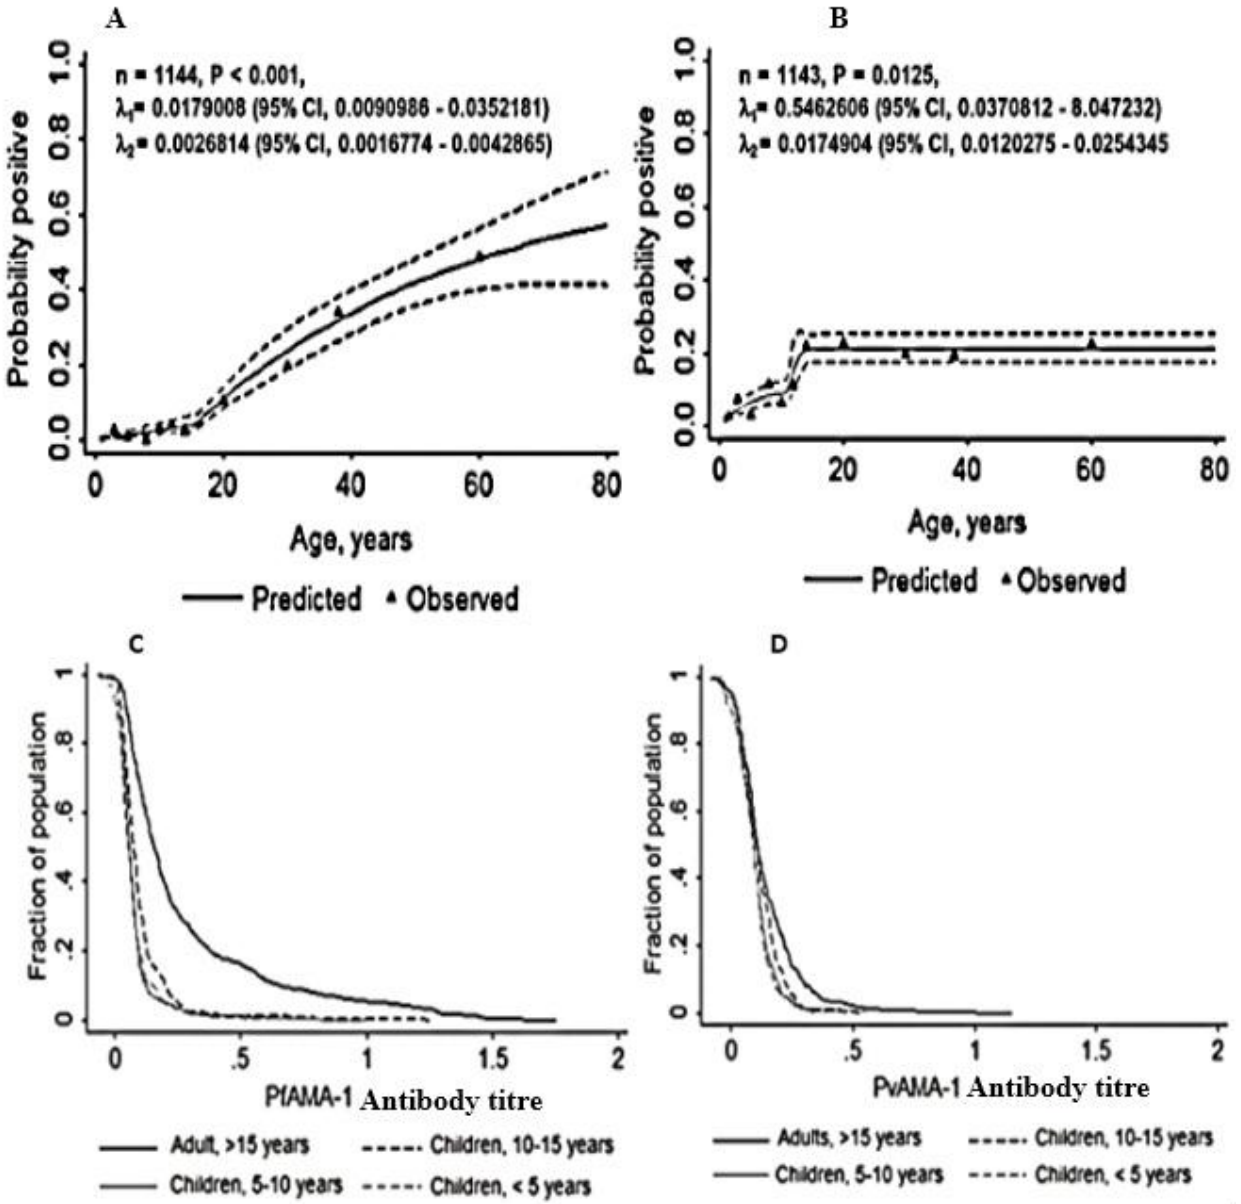 A
n = 1144, P < 0.001,
λ1= 0.0179008 (95% CI, 0.0090986 - 0.0352181)
λ2= 0.0026814 (95% CI, 0.0016774 - 0.0042865)
Probability positive
1.0
0.8
0.6
0.4
0.2
0.0
0 20 40 60 80
Age, years
Predicted Observed
B
n = 1143, P = 0.0125,
λ1= 0.5462606 (95% CI, 0.0370812 - 8.047232)
λ2= 0.0174904 (95% CI, 0.0120275 - 0.0254345
Probability positive
1.0
0.8
0.6
0.4
0.2
0.0
0 20 40 60 80
Age, years
Predicted Observed
C
Fraction of population
1
.8
.6
.4
.2
0
0 .5 1 1.5 2
PfAMA-1 Antibody titre
Adult, >15 years Children, 10-15 years
Children, 5-10 years Children, < 5 years
D
Fraction of population
1
.8
.6
.4
.2
0
0 .5 1 1.5 2
PvAMA-1 Antibody titre
Adults, >15 years Children, 10-15 years
Children, 5-10 years Children, < 5 years